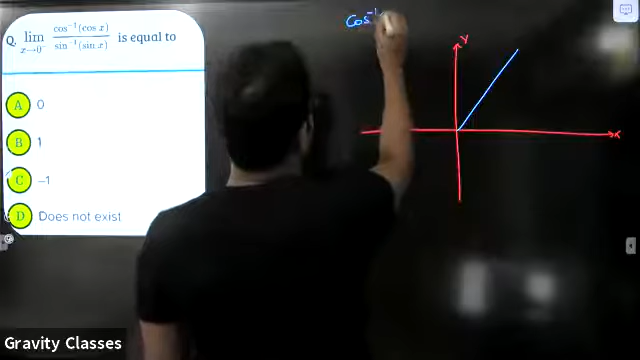 Q. lim x→0⁻ cos⁻¹(cos x) / sin⁻¹(sin x) is equal to
A 0
B 1
C −1
D Does not exist
Cos⁻¹
Y
X
Gravity Classes